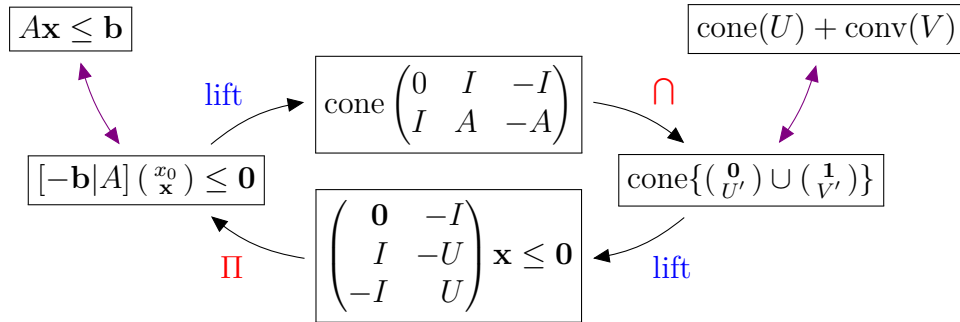 Ax ≤ b
cone(U) + conv(V)
lift
cone ( 0 I −I
I A −A )
∩
[−b|A] ( x₀
x ) ≤ 0
cone{( 0
U′ ) ∪ ( 1
V′ )}
Π
( 0 −I
I −U
−I U ) x ≤ 0
lift